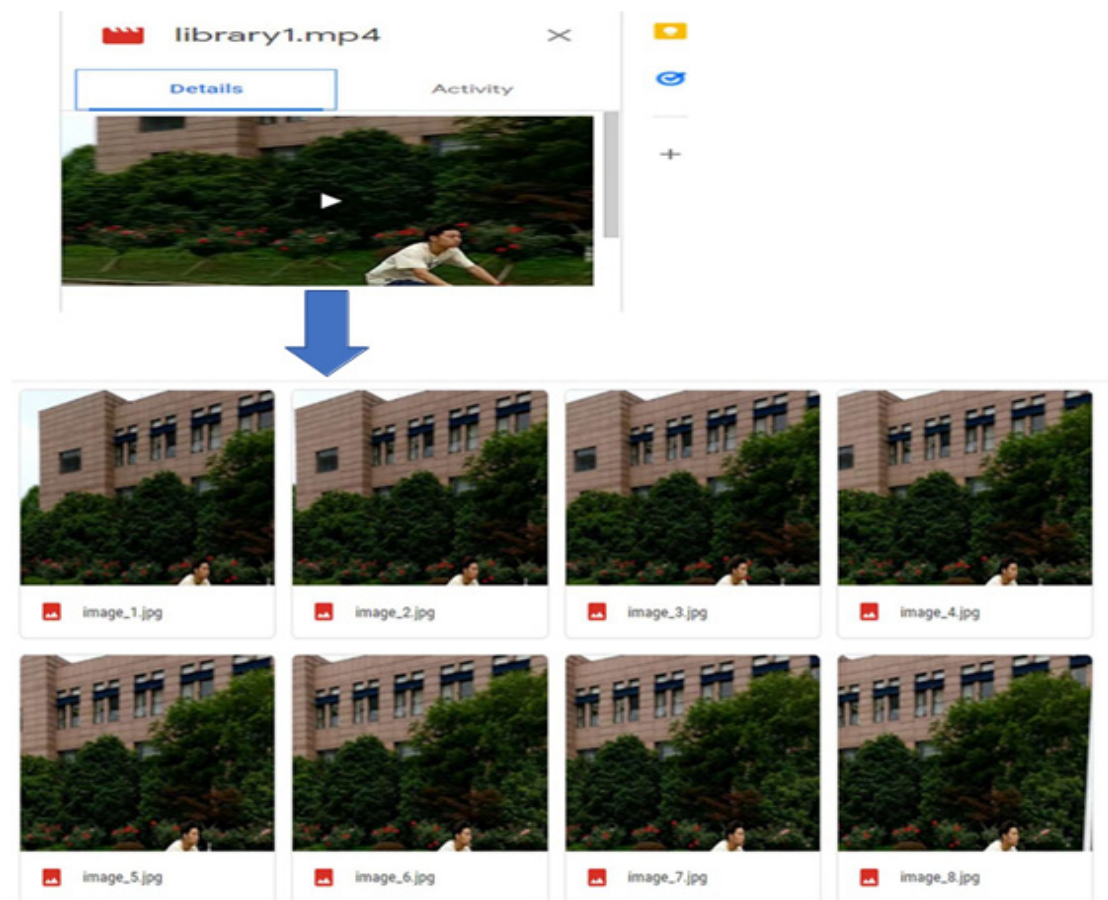 library1.mp4
Details Activity
image_1.jpg image_2.jpg image_3.jpg image_4.jpg
image_5.jpg image_6.jpg image_7.jpg image_8.jpg